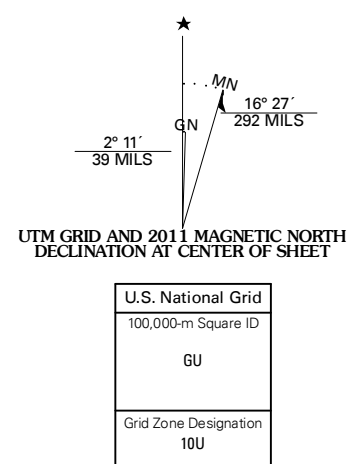 MN
GN
16° 27´
292 MILS
2° 11´
39 MILS
UTM GRID AND 2011 MAGNETIC NORTH
DECLINATION AT CENTER OF SHEET
U.S. National Grid
100,000-m Square ID
GU
Grid Zone Designation
10U